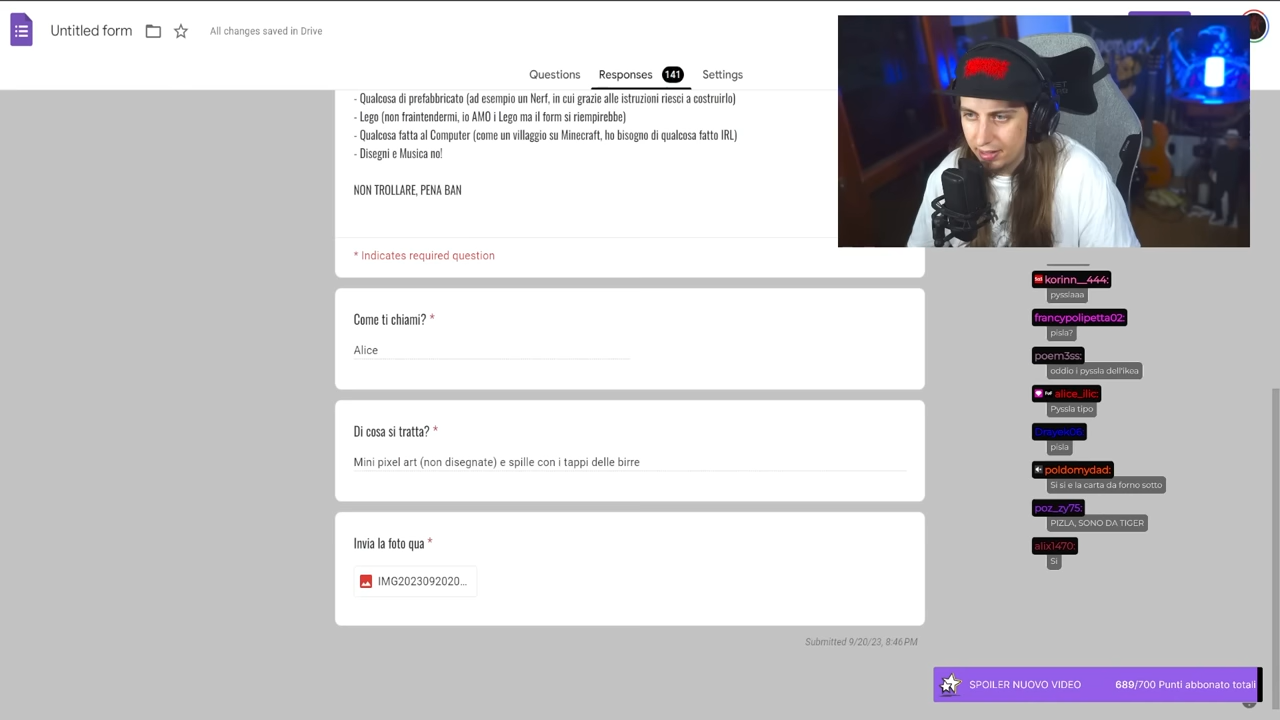 Untitled form
All changes saved in Drive
Questions
Responses 141
Settings
- Qualcosa di prefabbricato (ad esempio un Nerf, in cui grazie alle istruzioni riesci a costruirlo)
- Lego (non fraintendermi, io AMO i Lego ma il form si riempirebbe)
- Qualcosa fatta al Computer (come un villaggio su Minecraft, ho bisogno di qualcosa fatto IRL)
- Disegni e Musica no!
NON TROLLARE, PENA BAN
* Indicates required question
Come ti chiami? *
Alice
Di cosa si tratta? *
Mini pixel art (non disegnate) e spille con i tappi delle birre
Invia la foto qua *
IMG2023092020...
Submitted 9/20/23, 8:46 PM
korinn__444:
pysslaaa
francypolipetta02:
pisla?
poem3ss:
oddio i pyssla dell'ikea
alice_ilic:
Pyssla tipo
pisla
poldomydad:
Si si e la carta da forno sotto
poz_zy75:
PIZLA, SONO DA TIGER
alix1470:
Si
SPOILER NUOVO VIDEO
689/700 Punti abbonato totali